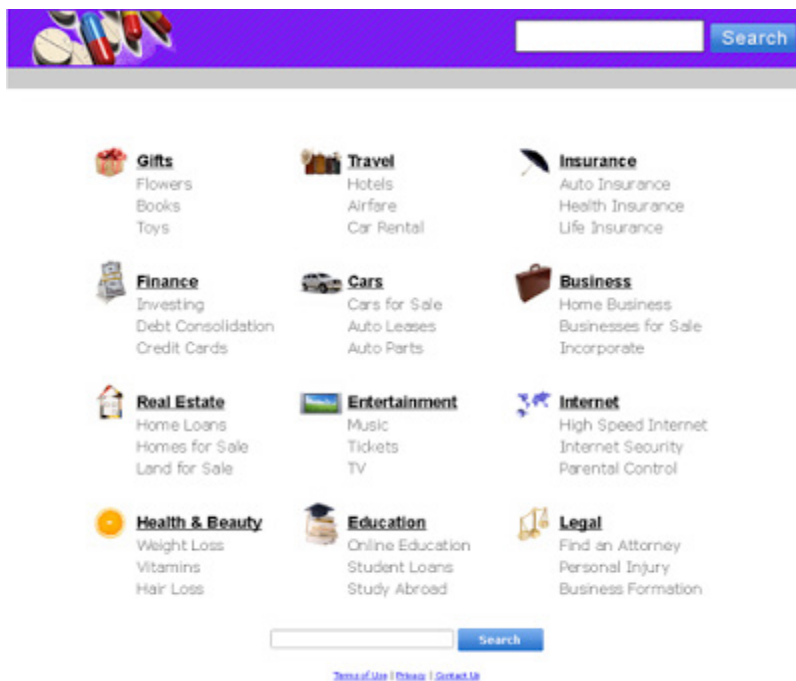 Search
Gifts
Flowers
Books
Toys
Travel
Hotels
Airfare
Car Rental
Insurance
Auto Insurance
Health Insurance
Life Insurance
Finance
Investing
Debt Consolidation
Credit Cards
Cars
Cars for Sale
Auto Leases
Auto Parts
Business
Home Business
Businesses for Sale
Incorporate
Real Estate
Home Loans
Homes for Sale
Land for Sale
Entertainment
Music
Tickets
TV
Internet
High Speed Internet
Internet Security
Parental Control
Health & Beauty
Weight Loss
Vitamins
Hair Loss
Education
Online Education
Student Loans
Study Abroad
Legal
Find an Attorney
Personal Injury
Business Formation
Search
Terms of Use | Privacy | Contact Us